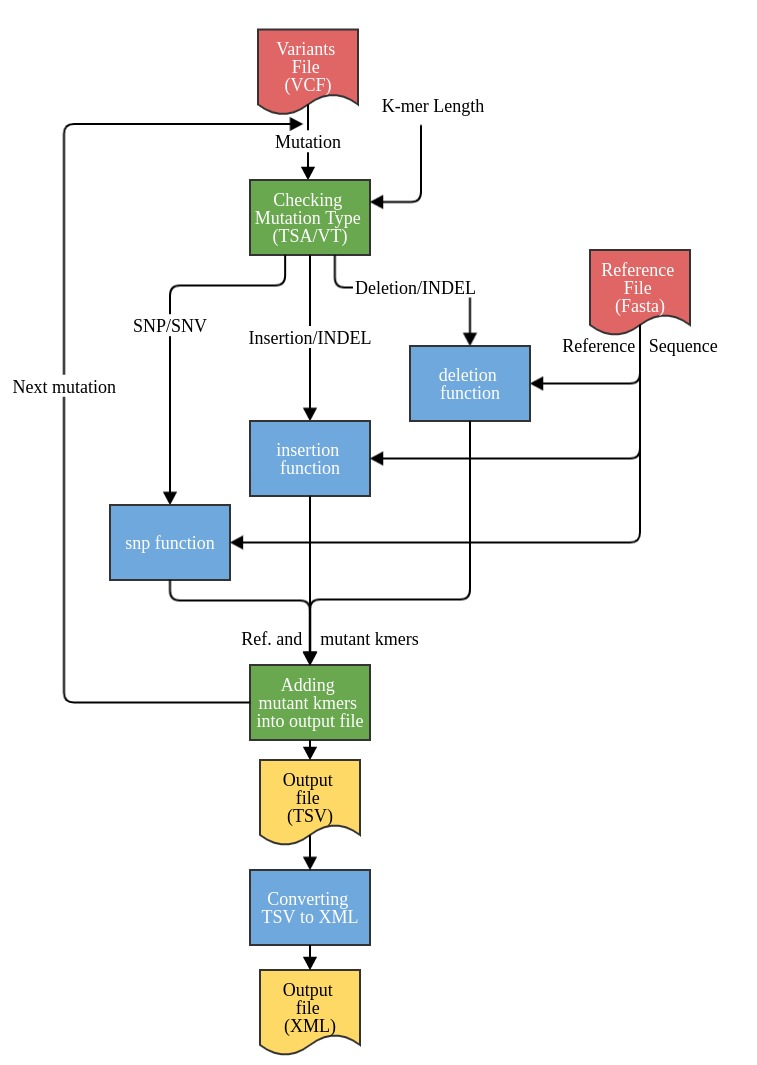 Variants
File
(VCF)
K-mer Length
Mutation
Checking
Mutation Type
(TSA/VT)
Reference
File
(Fasta)
Deletion/INDEL
SNP/SNV
Insertion/INDEL
Reference Sequence
deletion
function
Next mutation
insertion
function
snp function
Ref. and mutant kmers
Adding
mutant kmers
into output file
Output
file
(TSV)
Converting
TSV to XML
Output
file
(XML)